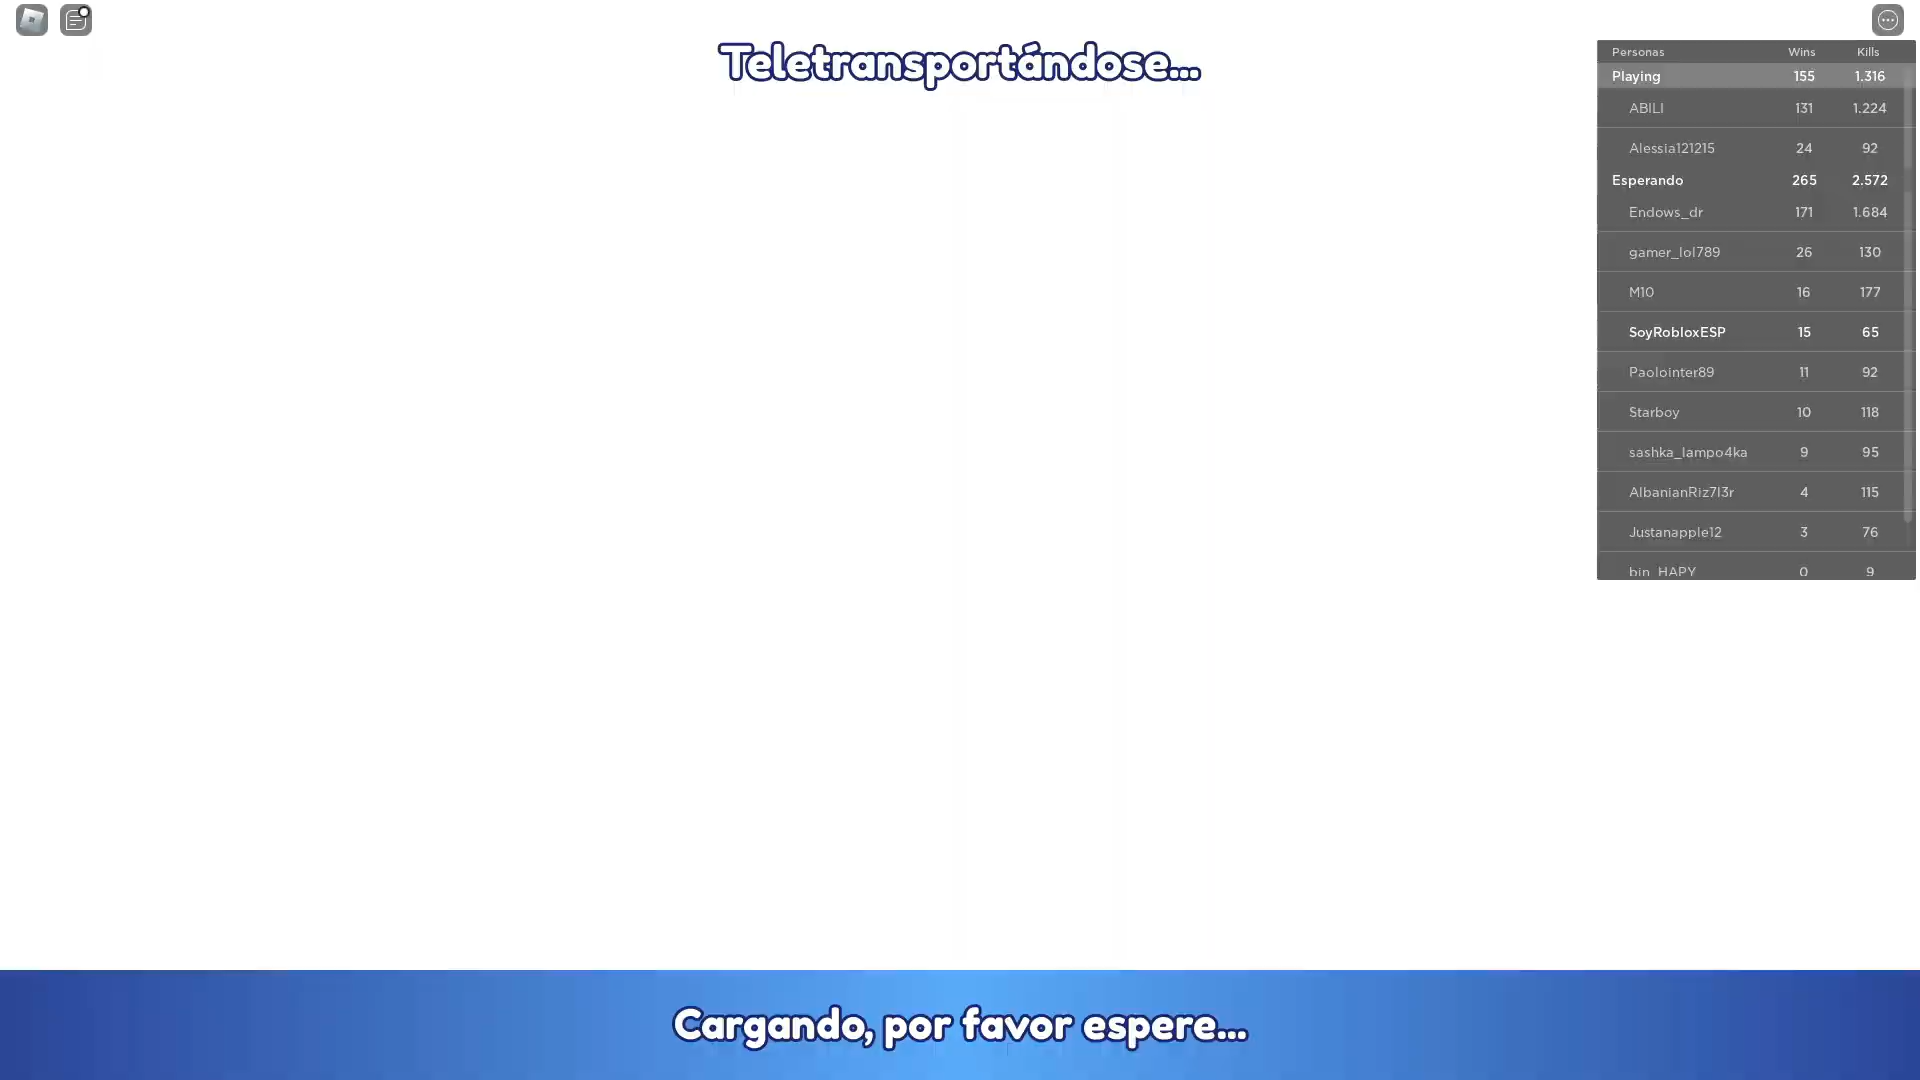 Teletransportándose...
Personas Wins Kills
Playing 155 1.316
ABILI 131 1.224
Alessia121215 24 92
Esperando 265 2.572
Endows_dr 171 1.684
gamer_lol789 26 130
M10 16 177
SoyRobloxESP 15 65
Paolointer89 11 92
Starboy 10 118
sashka_lampo4ka 9 95
AlbanianRiz7l3r 4 115
Justanapple12 3 76
bin_HAPY 0 9
Cargando, por favor espere...